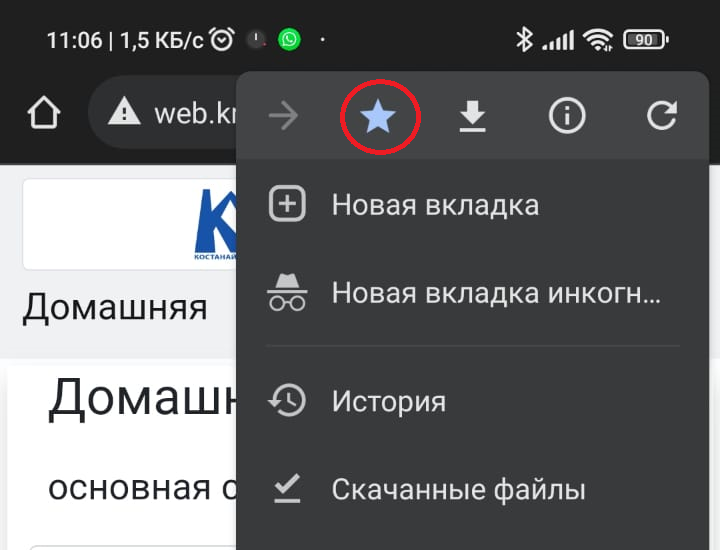 11:06 | 1,5 КБ/с
90
web.kr
КОСТАНАЙ
Новая вкладка
Домашняя
Новая вкладка инкогн...
Домашн
История
основная с
Скачанные файлы